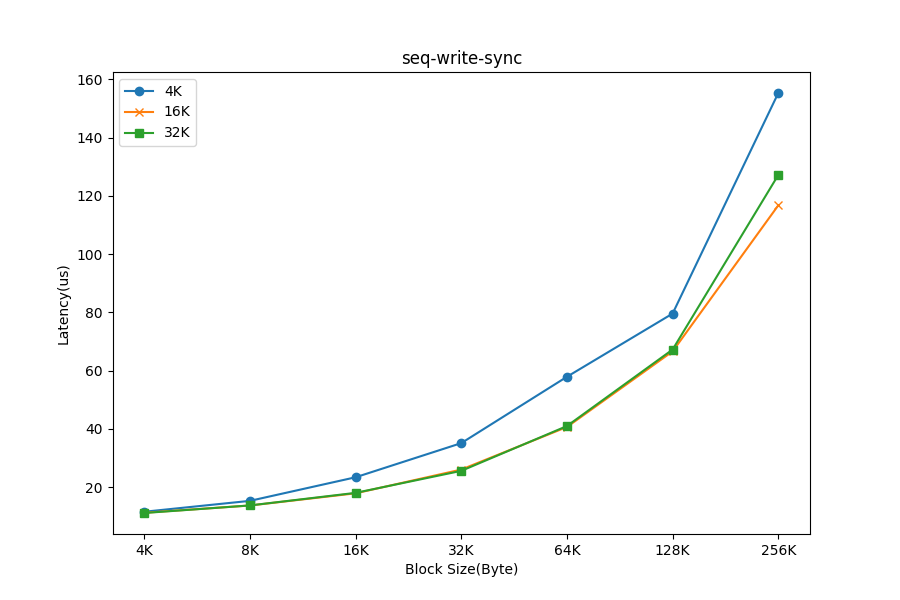 seq-write-sync
4K
16K
32K
160
140
120
100
80
60
40
20
Latency(us)
4K 8K 16K 32K 64K 128K 256K
Block Size(Byte)